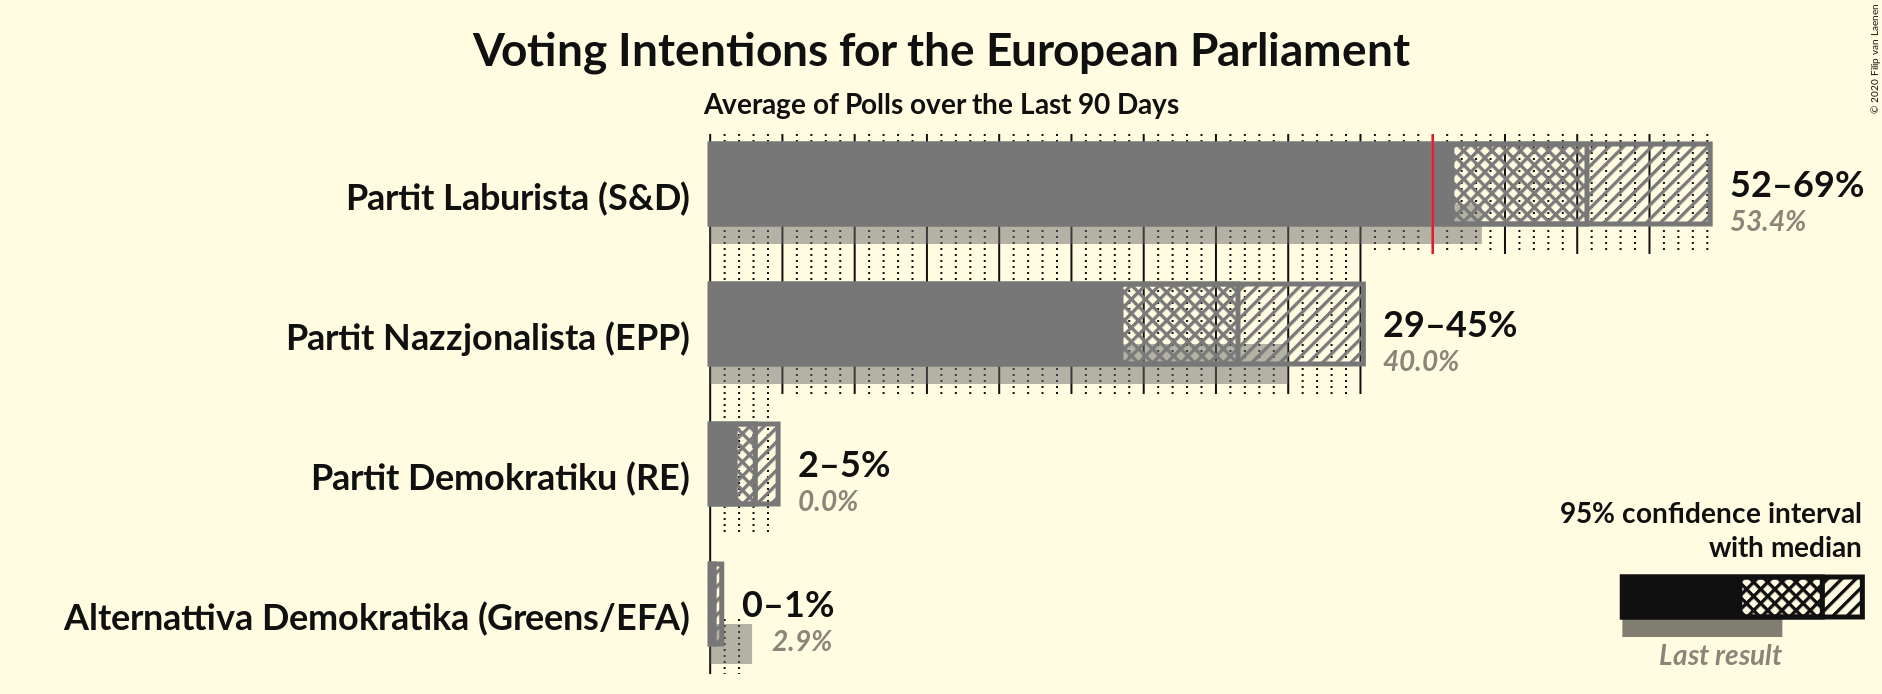 Voting Intentions for the European Parliament
Average of Polls over the Last 90 Days
© 2020 Filip van Laenen
Partit Laburista (S&D)
52–69%
53.4%
Partit Nazzjonalista (EPP)
29–45%
40.0%
Partit Demokratiku (RE)
2–5%
0.0%
Alternattiva Demokratika (Greens/EFA)
0–1%
2.9%
95% confidence interval
with median
Last result